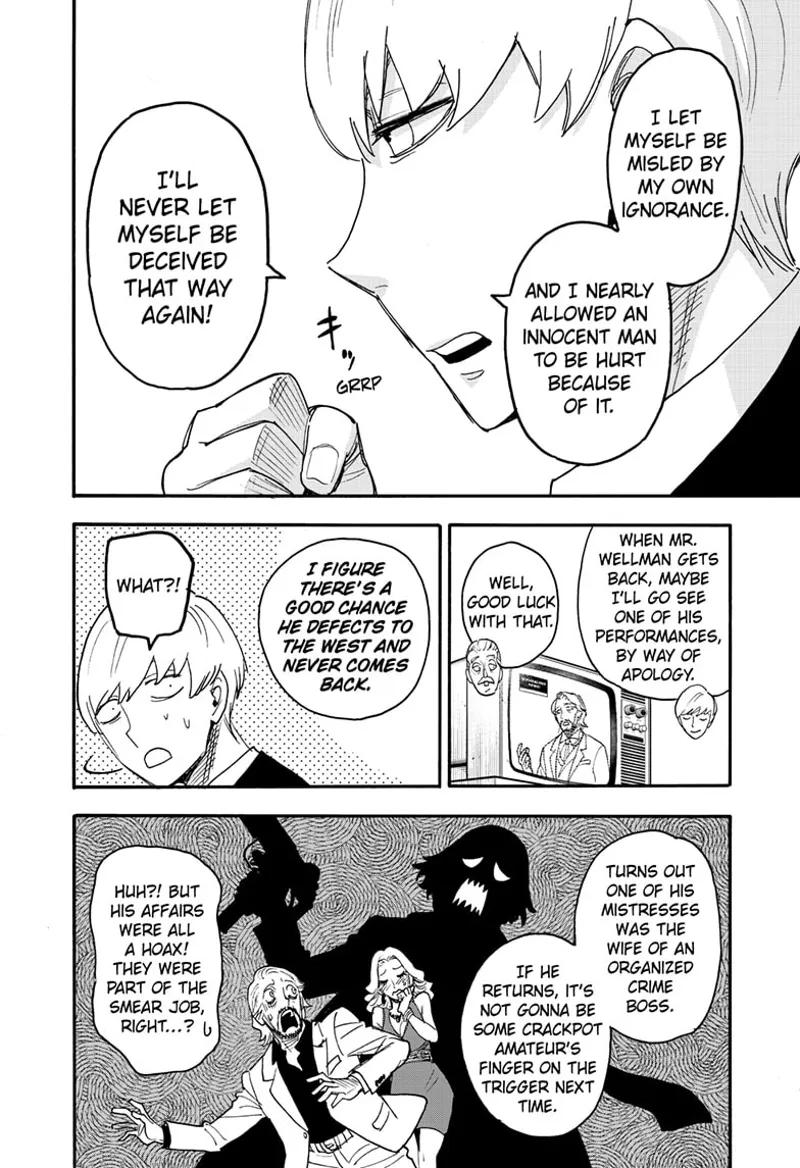 I LET
MYSELF BE
MISLED BY
MY OWN
IGNORANCE.
AND I NEARLY
ALLOWED AN
INNOCENT MAN
TO BE HURT
BECAUSE
OF IT.
I'LL
NEVER LET
MYSELF BE
DECEIVED
THAT WAY
AGAIN!
ギッ
GRRP
WHEN MR.
WELLMAN GETS
BACK, MAYBE
I'LL GO SEE
ONE OF HIS
PERFORMANCES,
BY WAY OF
APOLOGY.
WELL,
GOOD LUCK
WITH THAT.
I FIGURE
THERE'S A
GOOD CHANCE
HE DEFECTS TO
THE WEST AND
NEVER COMES
BACK.
WHAT?!
TURNS OUT
ONE OF HIS
MISTRESSES
WAS THE
WIFE OF AN
ORGANIZED
CRIME
BOSS.
IF HE
RETURNS, IT'S
NOT GONNA BE
SOME CRACKPOT
AMATEUR'S
FINGER ON THE
TRIGGER NEXT
TIME.
HUH?! BUT
HIS AFFAIRS
WERE ALL
A HOAX!
THEY WERE
PART OF THE
SMEAR JOB,
RIGHT...?